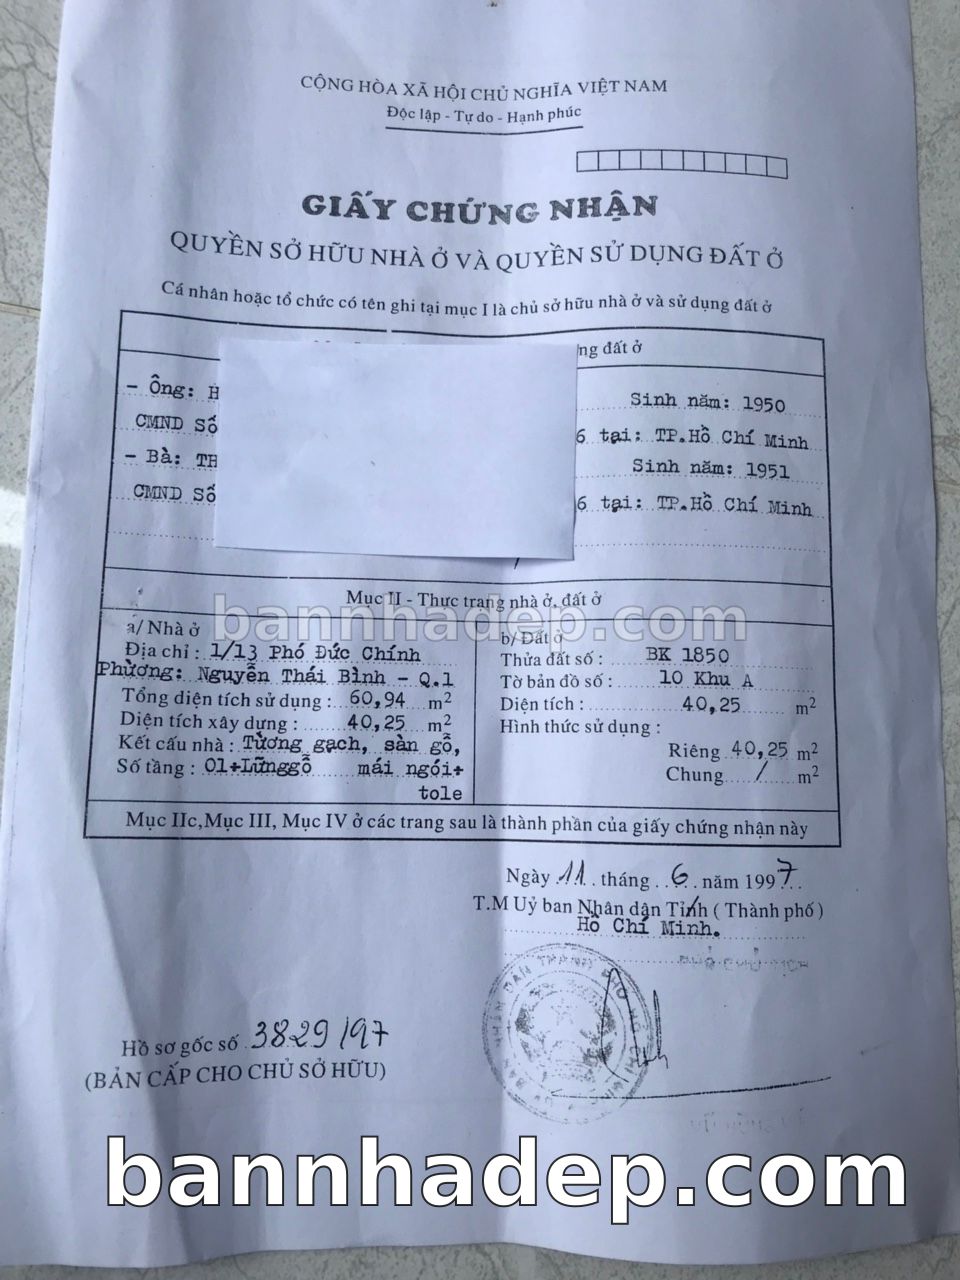 CỘNG HÒA XÃ HỘI CHỦ NGHĨA VIỆT NAM
Độc lập - Tự do - Hạnh phúc
GIẤY CHỨNG NHẬN
QUYỀN SỞ HỮU NHÀ Ở VÀ QUYỀN SỬ DỤNG ĐẤT Ở
Cá nhân hoặc tổ chức có tên ghi tại mục I là chủ sở hữu nhà ở và sử dụng đất ở
ng đất ở
- Ông: H Sinh năm: 1950
CMND Số 6 tại: TP.Hồ Chí Minh
- Bà: TH Sinh năm: 1951
CMND Số 6 tại: TP.Hồ Chí Minh
Mục II - Thực trạng nhà ở, đất ở
bannhadep.com
a/ Nhà ở
Địa chỉ : 1/13 Phó Đức Chính
Phường: Nguyễn Thái Bình - Q.1
Tổng diện tích sử dụng : 60,94 m2
Diện tích xây dựng : 40,25 m2
Kết cấu nhà : Tường gạch, sàn gỗ,
Số tầng : 01+Lửnggỗ mái ngói+
tole
b/ Đất ở
Thửa đất số : BK 1850
Tờ bản đồ số : 10 Khu A
Diện tích : 40,25 m2
Hình thức sử dụng :
Riêng 40,25 m2
Chung / m2
Mục IIc,Mục III, Mục IV ở các trang sau là thành phần của giấy chứng nhận này
Ngày 11 tháng 6 năm 1997
T.M Uỷ ban Nhân dân Tỉnh ( Thành phố )
Hồ Chí Minh.
PHÓ CHỦ TỊCH
Hồ sơ gốc số 3829/97
(BẢN CẤP CHO CHỦ SỞ HỮU)
bannhadep.com